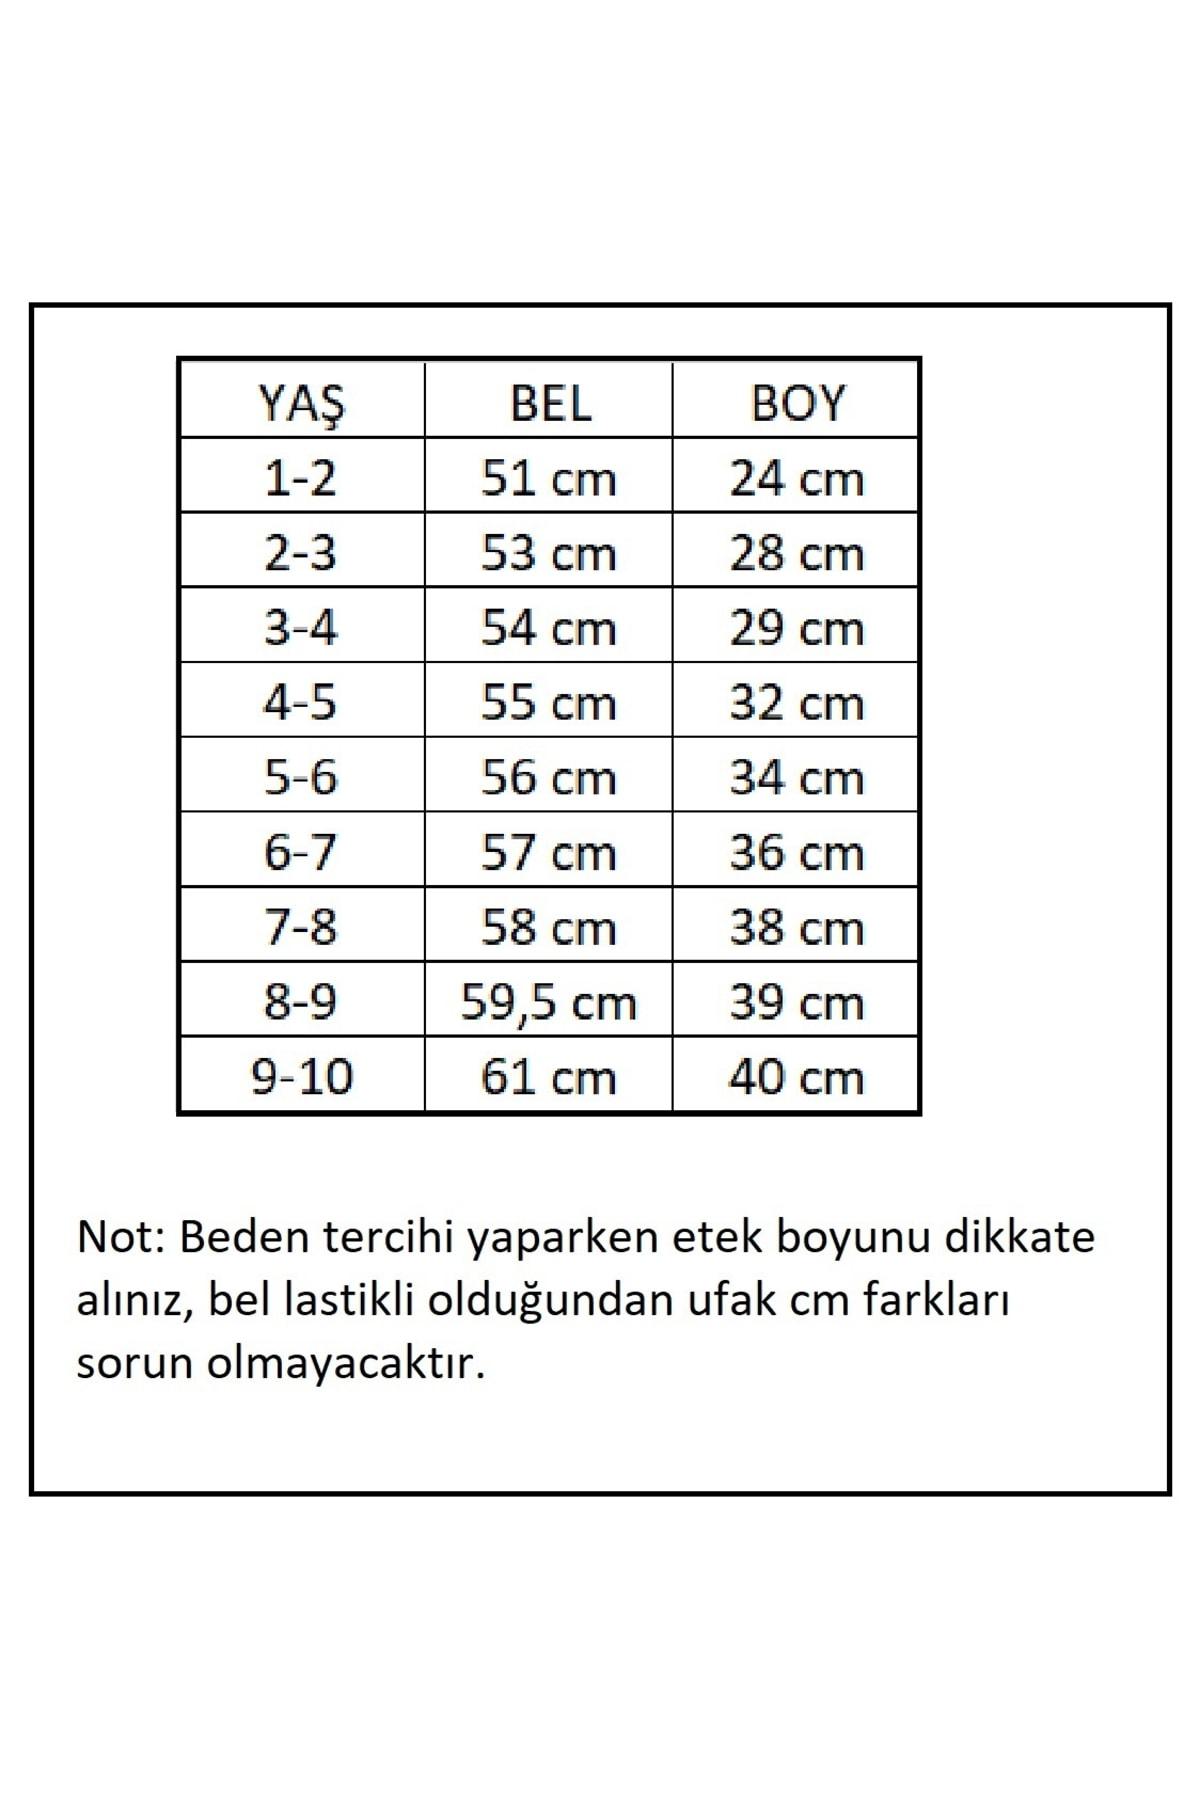 YAŞ BEL BOY
1-2 51 cm 24 cm
2-3 53 cm 28 cm
3-4 54 cm 29 cm
4-5 55 cm 32 cm
5-6 56 cm 34 cm
6-7 57 cm 36 cm
7-8 58 cm 38 cm
8-9 59,5 cm 39 cm
9-10 61 cm 40 cm
Not: Beden tercihi yaparken etek boyunu dikkate
alınız, bel lastikli olduğundan ufak cm farkları
sorun olmayacaktır.